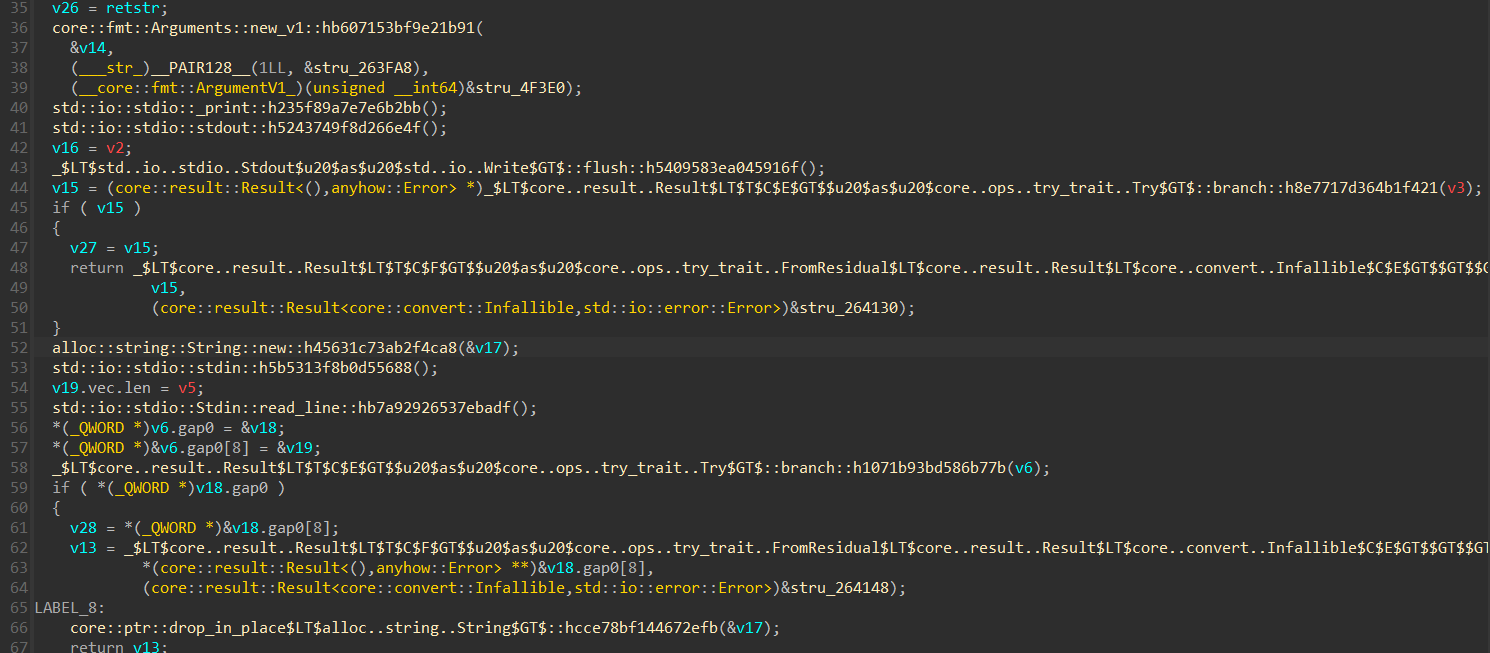 35 v26 = retstr;
36 core::fmt::Arguments::new_v1::hb607153bf9e21b91(
37 &v14,
38 (___str_)__PAIR128__(1LL, &stru_263FA8),
39 (__core::fmt::ArgumentV1_)(unsigned __int64)&stru_4F3E0);
40 std::io::stdio::_print::h235f89a7e7e6b2bb();
41 std::io::stdio::stdout::h5243749f8d266e4f();
42 v16 = v2;
43 _$LT$std..io..stdio..Stdout$u20$as$u20$std..io..Write$GT$::flush::h5409583ea045916f();
44 v15 = (core::result::Result<(),anyhow::Error> *)_$LT$core..result..Result$LT$T$C$E$GT$$u20$as$u20$core..ops..try_trait..Try$GT$::branch::h8e7717d364b1f421(v3);
45 if ( v15 )
46 {
47 v27 = v15;
48 return _$LT$core..result..Result$LT$T$C$F$GT$$u20$as$u20$core..ops..try_trait..FromResidual$LT$core..result..Result$LT$core..convert..Infallible$C$E$GT$$GT$$G
49 v15,
50 (core::result::Result<core::convert::Infallible,std::io::error::Error>)&stru_264130);
51 }
52 alloc::string::String::new::h45631c73ab2f4ca8(&v17);
53 std::io::stdio::stdin::h5b5313f8b0d55688();
54 v19.vec.len = v5;
55 std::io::stdio::Stdin::read_line::hb7a92926537ebadf();
56 *(_QWORD *)v6.gap0 = &v18;
57 *(_QWORD *)&v6.gap0[8] = &v19;
58 _$LT$core..result..Result$LT$T$C$E$GT$$u20$as$u20$core..ops..try_trait..Try$GT$::branch::h1071b93bd586b77b(v6);
59 if ( *(_QWORD *)v18.gap0 )
60 {
61 v28 = *(_QWORD *)&v18.gap0[8];
62 v13 = _$LT$core..result..Result$LT$T$C$F$GT$$u20$as$u20$core..ops..try_trait..FromResidual$LT$core..result..Result$LT$core..convert..Infallible$C$E$GT$$GT$$GT
63 *(core::result::Result<(),anyhow::Error> **)&v18.gap0[8],
64 (core::result::Result<core::convert::Infallible,std::io::error::Error>)&stru_264148);
65 LABEL_8:
66 core::ptr::drop_in_place$LT$alloc..string..String$GT$::hcce78bf144672efb(&v17);
67 return v13;